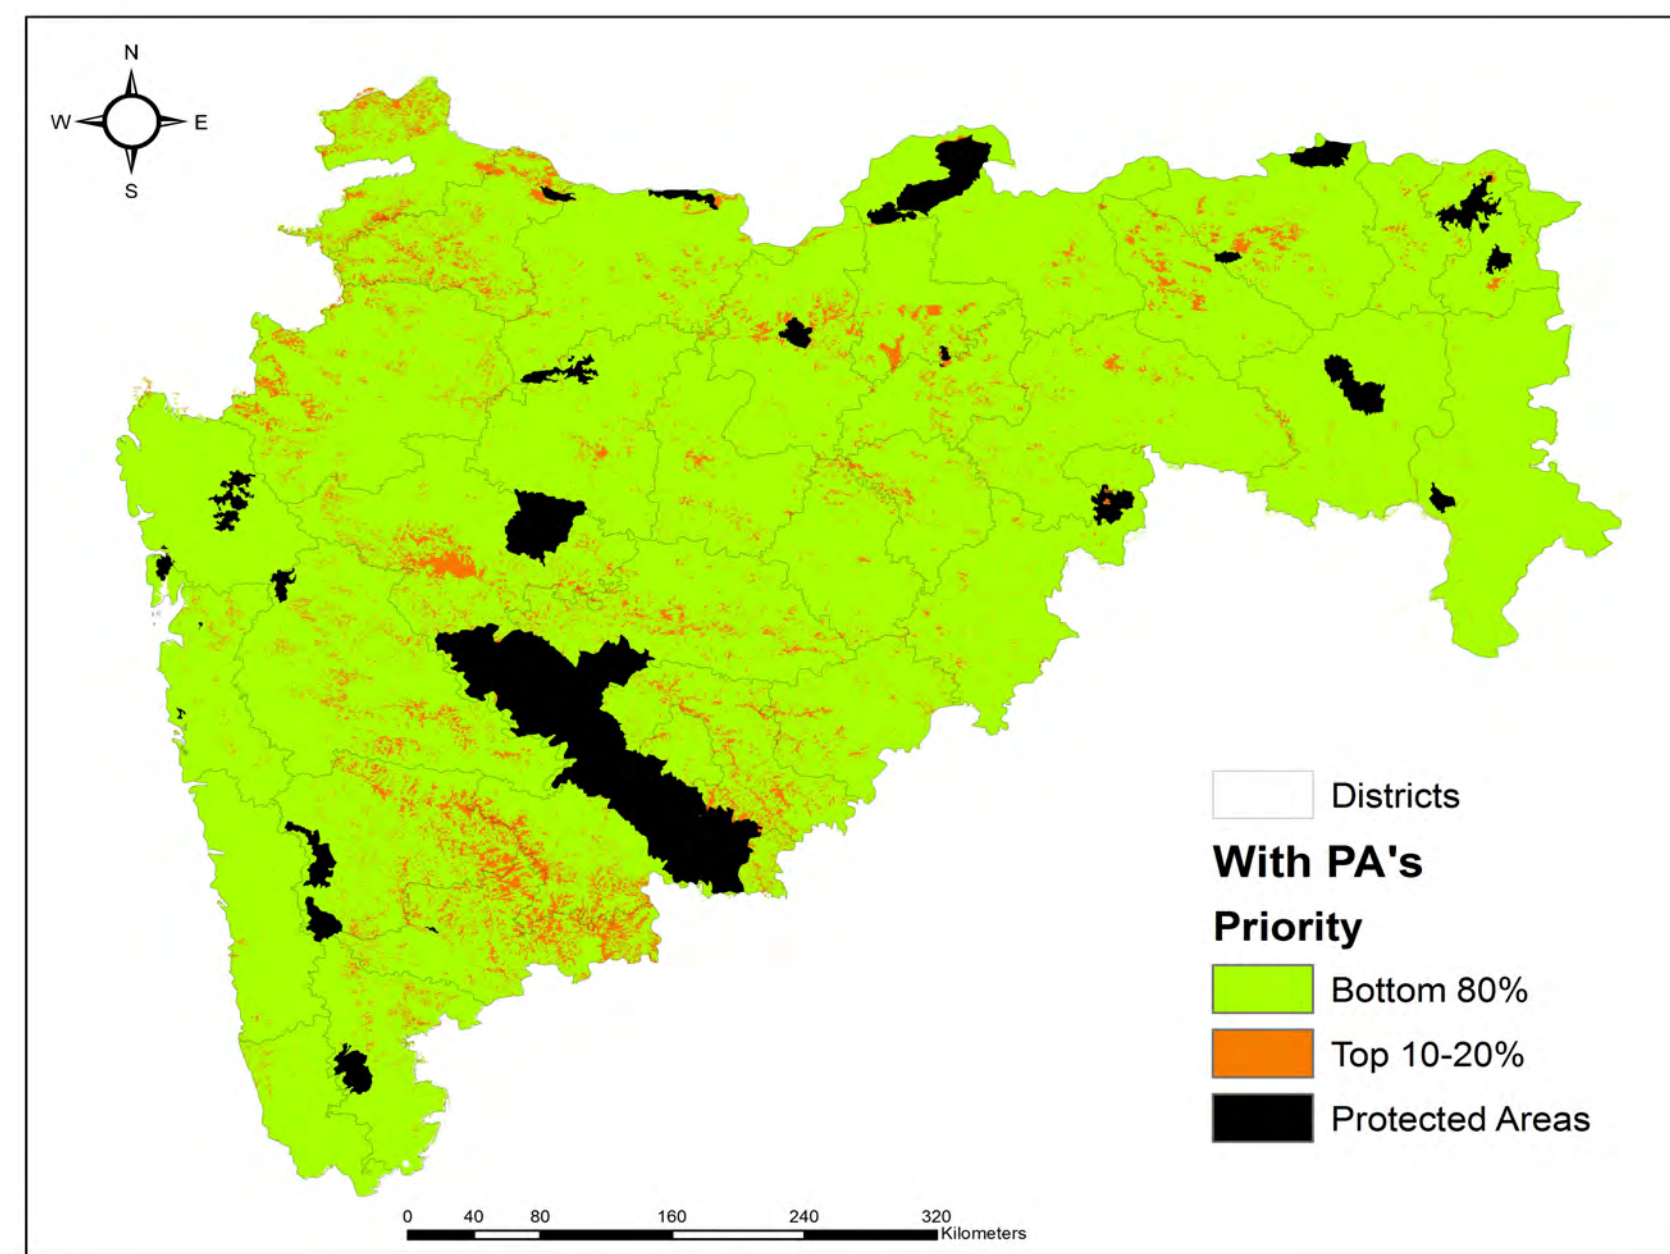 N
W E
S
Districts
With PA's
Priority
Bottom 80%
Top 10-20%
Protected Areas
0 40 80 160 240 320
Kilometers